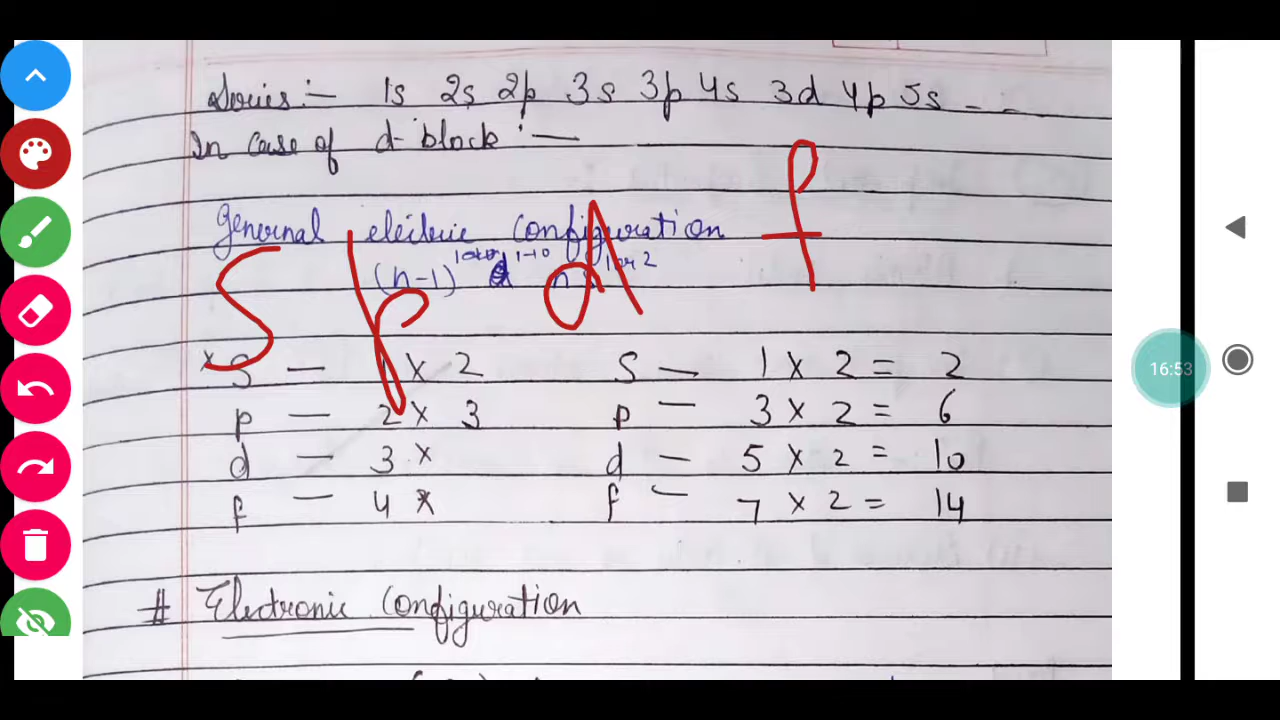 Series:- 1s 2s 2p 3s 3p 4s 3d 4p 5s - -
In case of d-block :-
genernal electric configuration
(n-1) d 1-10 n 1 or 2
S p d f
* S - 1 × 2 S - 1 × 2 = 2
p - 2 × 3 p - 3 × 2 = 6
d - 3 × d - 5 × 2 = 10
f - 4 × f - 7 × 2 = 14
# Electronic Configuration
16:53